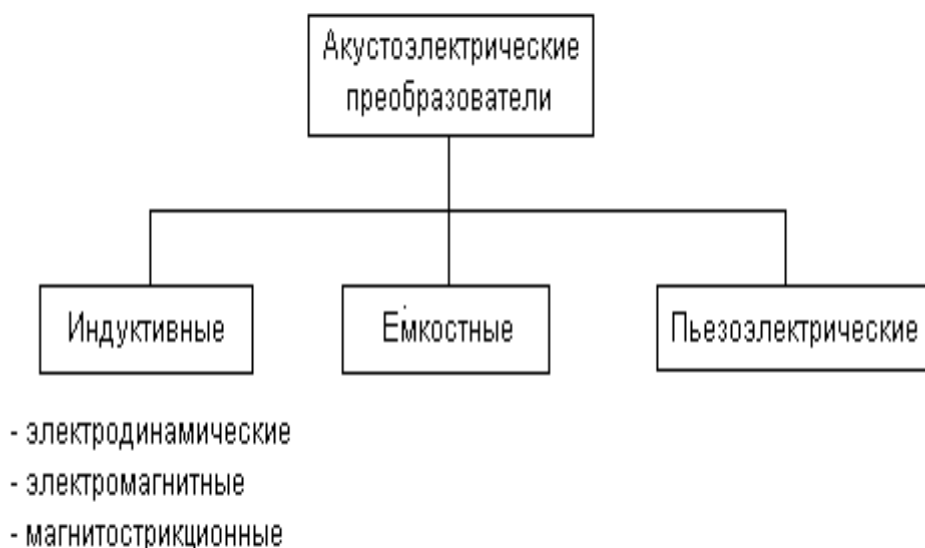 Акустоэлектрические
преобразователи
Индуктивные
Емкостные
Пьезоэлектрические
- электродинамические
- электромагнитные
- магнитострикционные